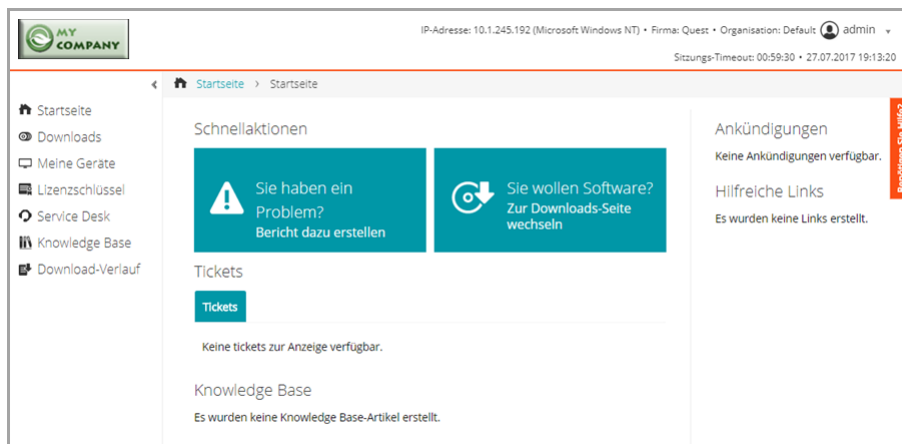 MY
COMPANY
IP-Adresse: 10.1.245.192 (Microsoft Windows NT) • Firma: Quest • Organisation: Default admin
Sitzungs-Timeout: 00:59:30 • 27.07.2017 19:13:20
Startseite › Startseite
Startseite
Downloads
Meine Geräte
Lizenzschlüssel
Service Desk
Knowledge Base
Download-Verlauf
Schnellaktionen
Sie haben ein
Problem?
Bericht dazu erstellen
Sie wollen Software?
Zur Downloads-Seite
wechseln
Tickets
Tickets
Keine tickets zur Anzeige verfügbar.
Knowledge Base
Es wurden keine Knowledge Base-Artikel erstellt.
Ankündigungen
Keine Ankündigungen verfügbar.
Hilfreiche Links
Es wurden keine Links erstellt.
Benötigen Sie Hilfe?